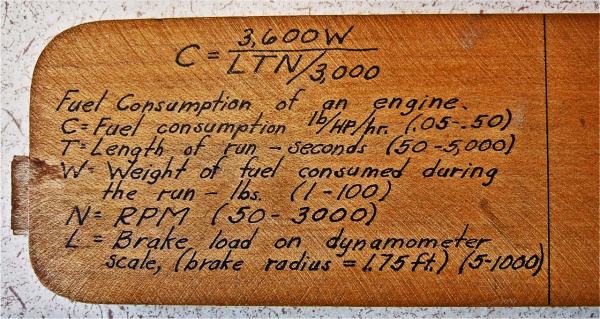 C = 3,600W / LTN/3,000
Fuel Consumption of an engine.
C= Fuel consumption lb/HP/hr. (.05-.50)
T= Length of run - seconds (50-5,000)
W= Weight of fuel consumed during
the run - lbs. (1-100)
N= RPM (50-3000)
L = Brake load on dynamometer
scale, (brake radius = 1.75 ft.) (5-1000)